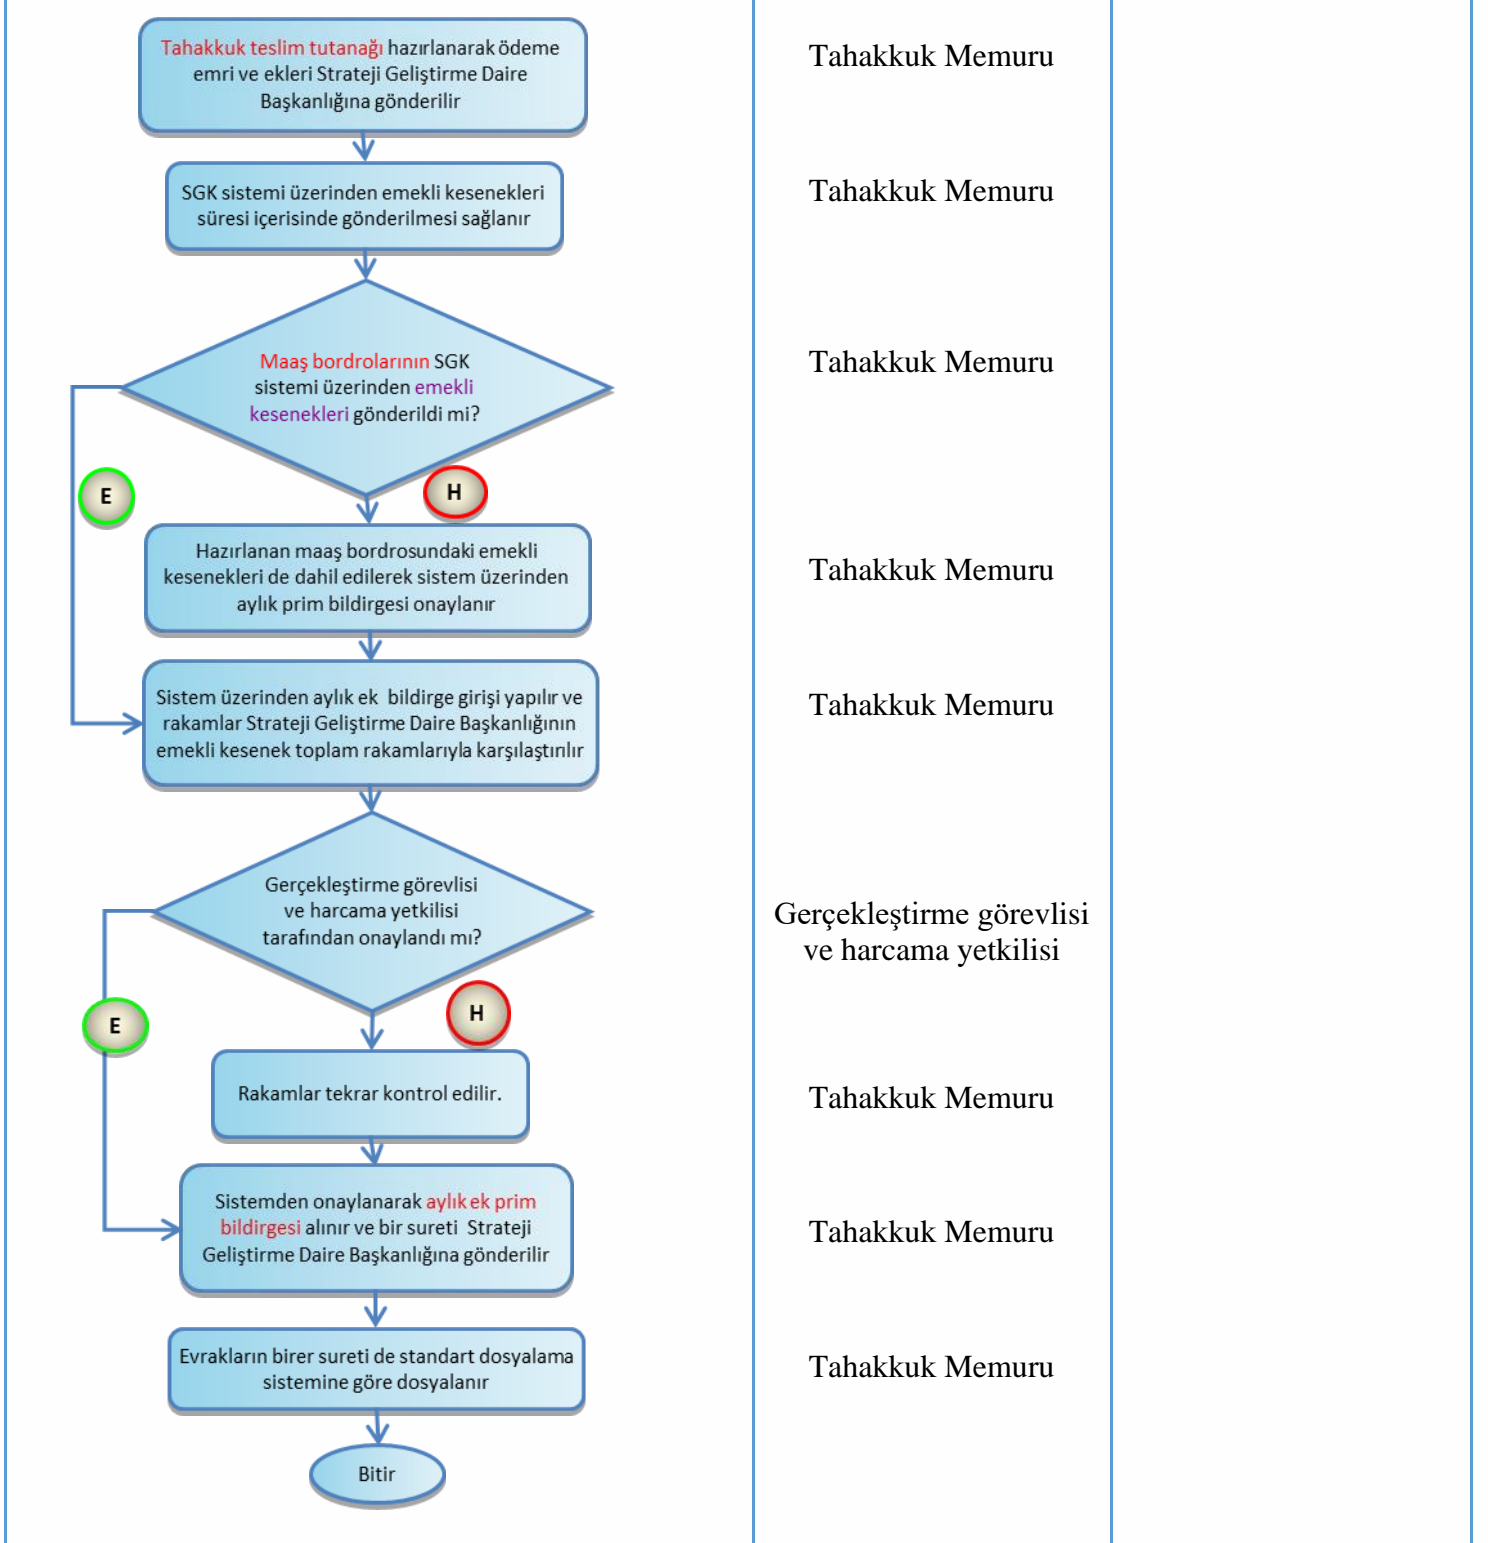 Tahakkuk teslim tutanağı hazırlanarak ödeme
emri ve ekleri Strateji Geliştirme Daire
Başkanlığına gönderilir
Tahakkuk Memuru
SGK sistemi üzerinden emekli kesenekleri
süresi içerisinde gönderilmesi sağlanır
Tahakkuk Memuru
Maaş bordrolarının SGK
sistemi üzerinden emekli
kesenekleri gönderildi mi?
Tahakkuk Memuru
E
H
Hazırlanan maaş bordrosundaki emekli
kesenekleri de dahil edilerek sistem üzerinden
aylık prim bildirgesi onaylanır
Tahakkuk Memuru
Sistem üzerinden aylık ek bildirge girişi yapılır ve
rakamlar Strateji Geliştirme Daire Başkanlığının
emekli kesenek toplam rakamlarıyla karşılaştırılır
Tahakkuk Memuru
Gerçekleştirme görevlisi
ve harcama yetkilisi
tarafından onaylandı mı?
Gerçekleştirme görevlisi
ve harcama yetkilisi
E
H
Rakamlar tekrar kontrol edilir.
Tahakkuk Memuru
Sistemden onaylanarak aylık ek prim
bildirgesi alınır ve bir sureti Strateji
Geliştirme Daire Başkanlığına gönderilir
Tahakkuk Memuru
Evrakların birer sureti de standart dosyalama
sistemine göre dosyalanır
Tahakkuk Memuru
Bitir